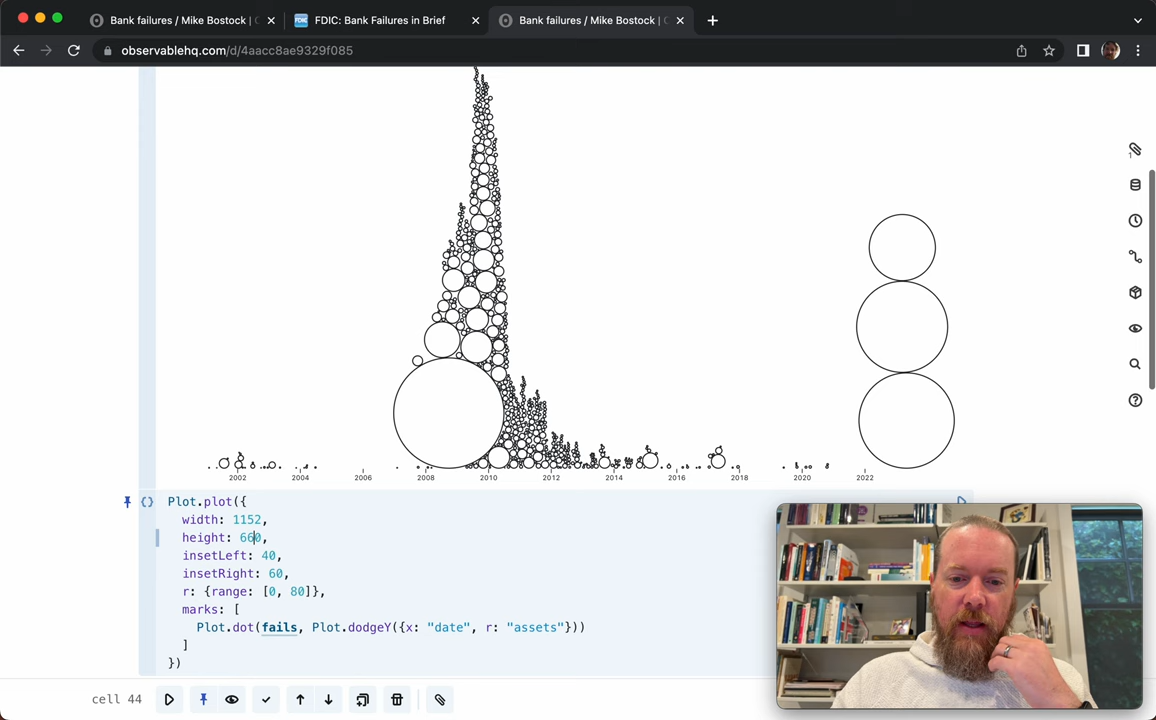 Bank failures / Mike Bostock | 
FDIC: Bank Failures in Brief
Bank failures / Mike Bostock | 
observablehq.com/d/4aacc8ae9329f085
2002 2004 2006 2008 2010 2012 2014 2016 2018 2020 2022
Plot.plot({
width: 1152,
height: 660,
insetLeft: 40,
insetRight: 60,
r: {range: [0, 80]},
marks: [
Plot.dot(fails, Plot.dodgeY({x: "date", r: "assets"}))
]
})
cell 44